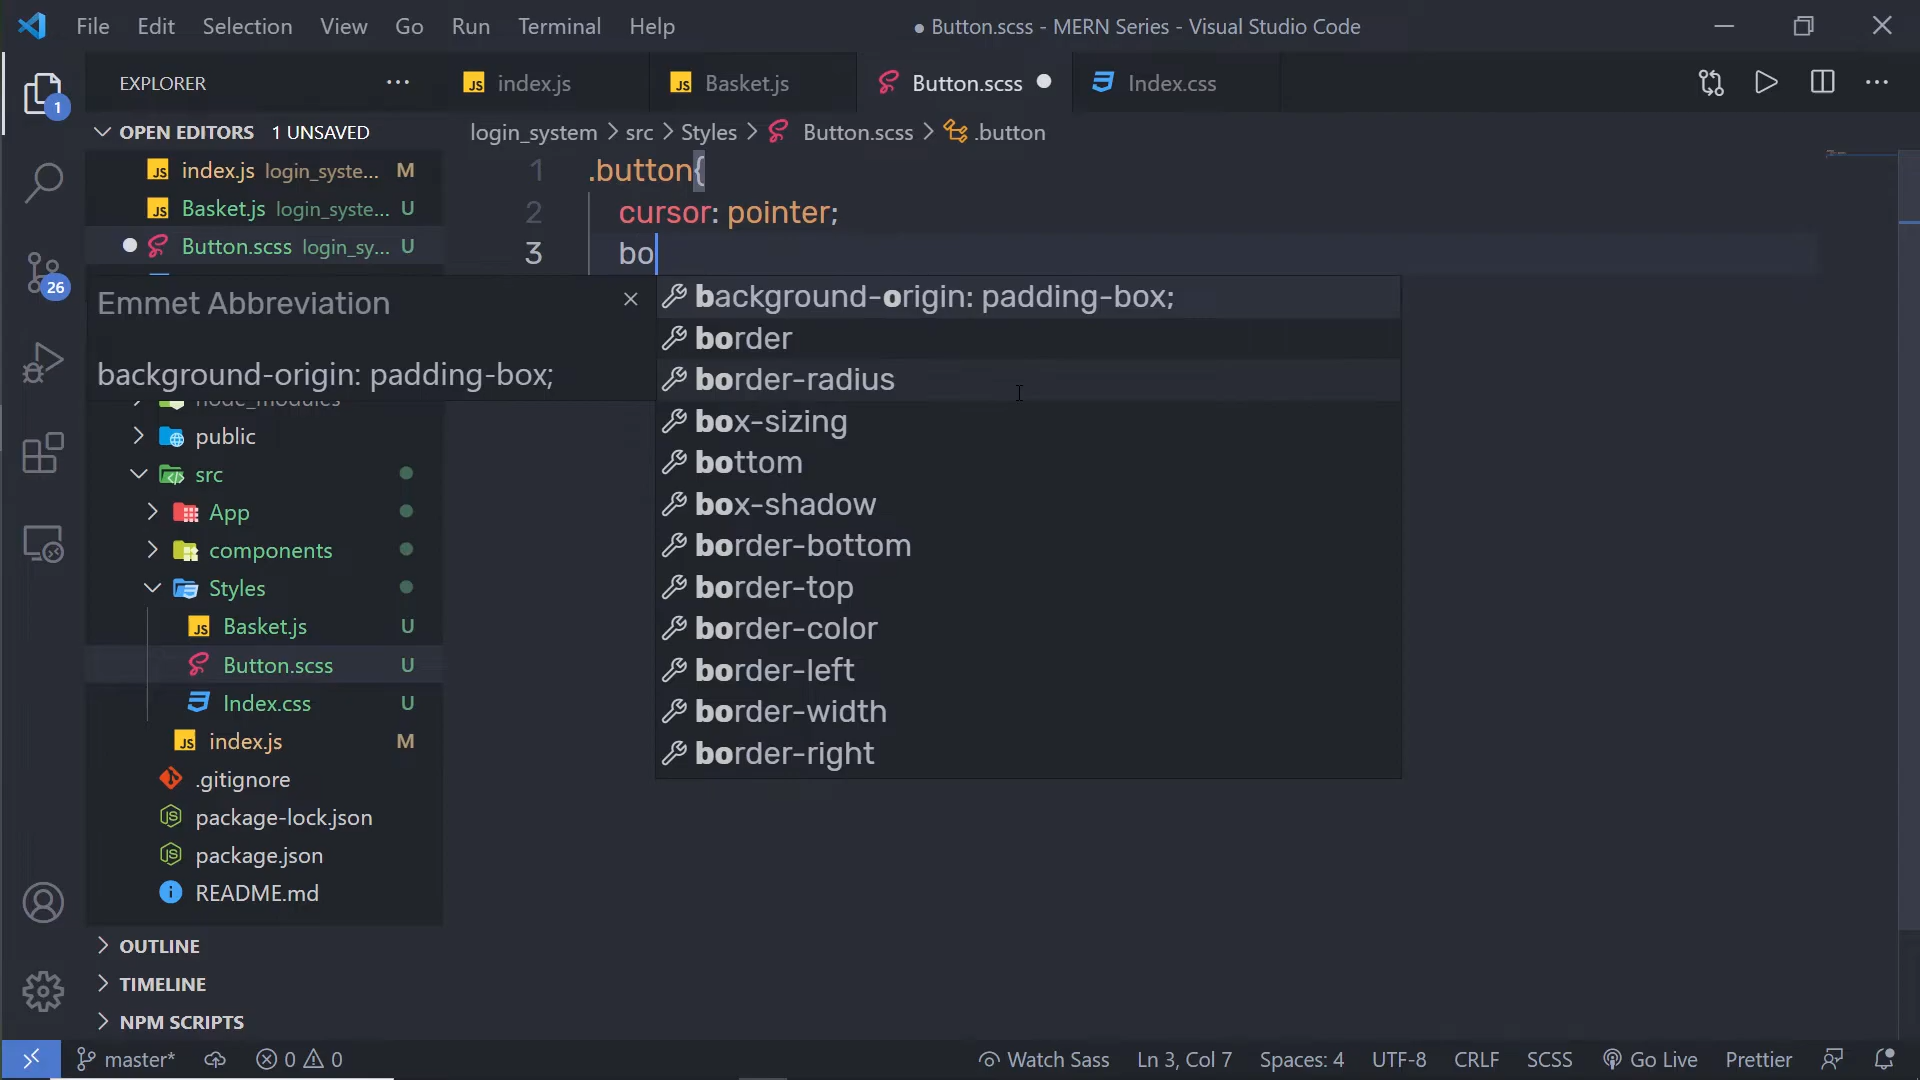 File Edit Selection View Go Run Terminal Help ● Button.scss - MERN Series - Visual Studio Code
EXPLORER ··· index.js Basket.js Button.scss Index.css ···
1
OPEN EDITORS 1 UNSAVED
login_system > src > Styles > Button.scss > .button
index.js login_syste... M
Basket.js login_syste... U
Button.scss login_sy... U
26
1 .button{
2 cursor: pointer;
3 bo
Emmet Abbreviation
background-origin: padding-box;
background-origin: padding-box;
border
border-radius
box-sizing
bottom
box-shadow
border-bottom
border-top
border-color
border-left
border-width
border-right
node_modules
public
src
App
components
Styles
Basket.js U
Button.scss U
Index.css U
index.js M
.gitignore
package-lock.json
package.json
README.md
OUTLINE
TIMELINE
NPM SCRIPTS
master* 0 0 Watch Sass Ln 3, Col 7 Spaces: 4 UTF-8 CRLF SCSS Go Live Prettier